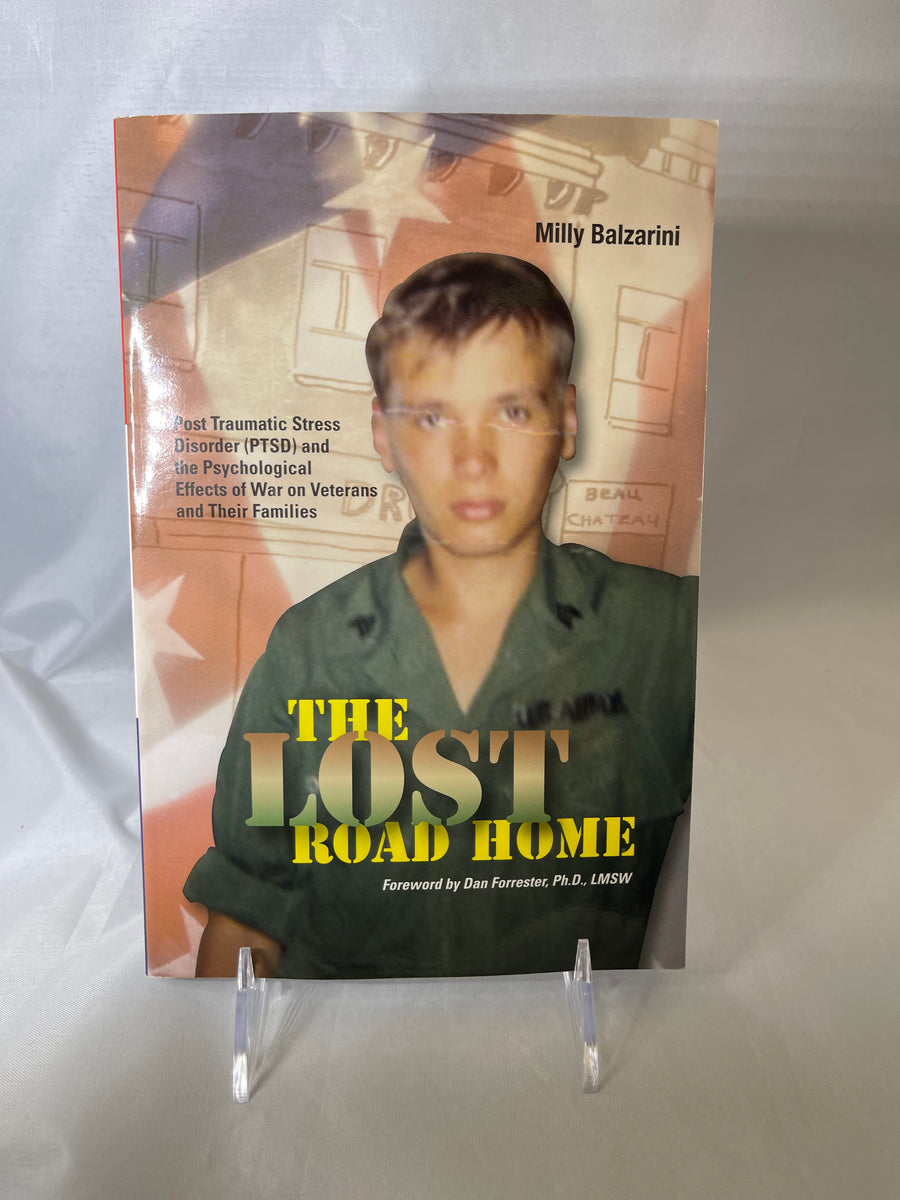 Milly Balzarini
Post Traumatic Stress
Disorder (PTSD) and
the Psychological
Effects of War on Veterans
and Their Families
BEAU
CHATEAU
U.S. ARMY
THE
LOST
ROAD HOME
Foreword by Dan Forrester, Ph.D., LMSW